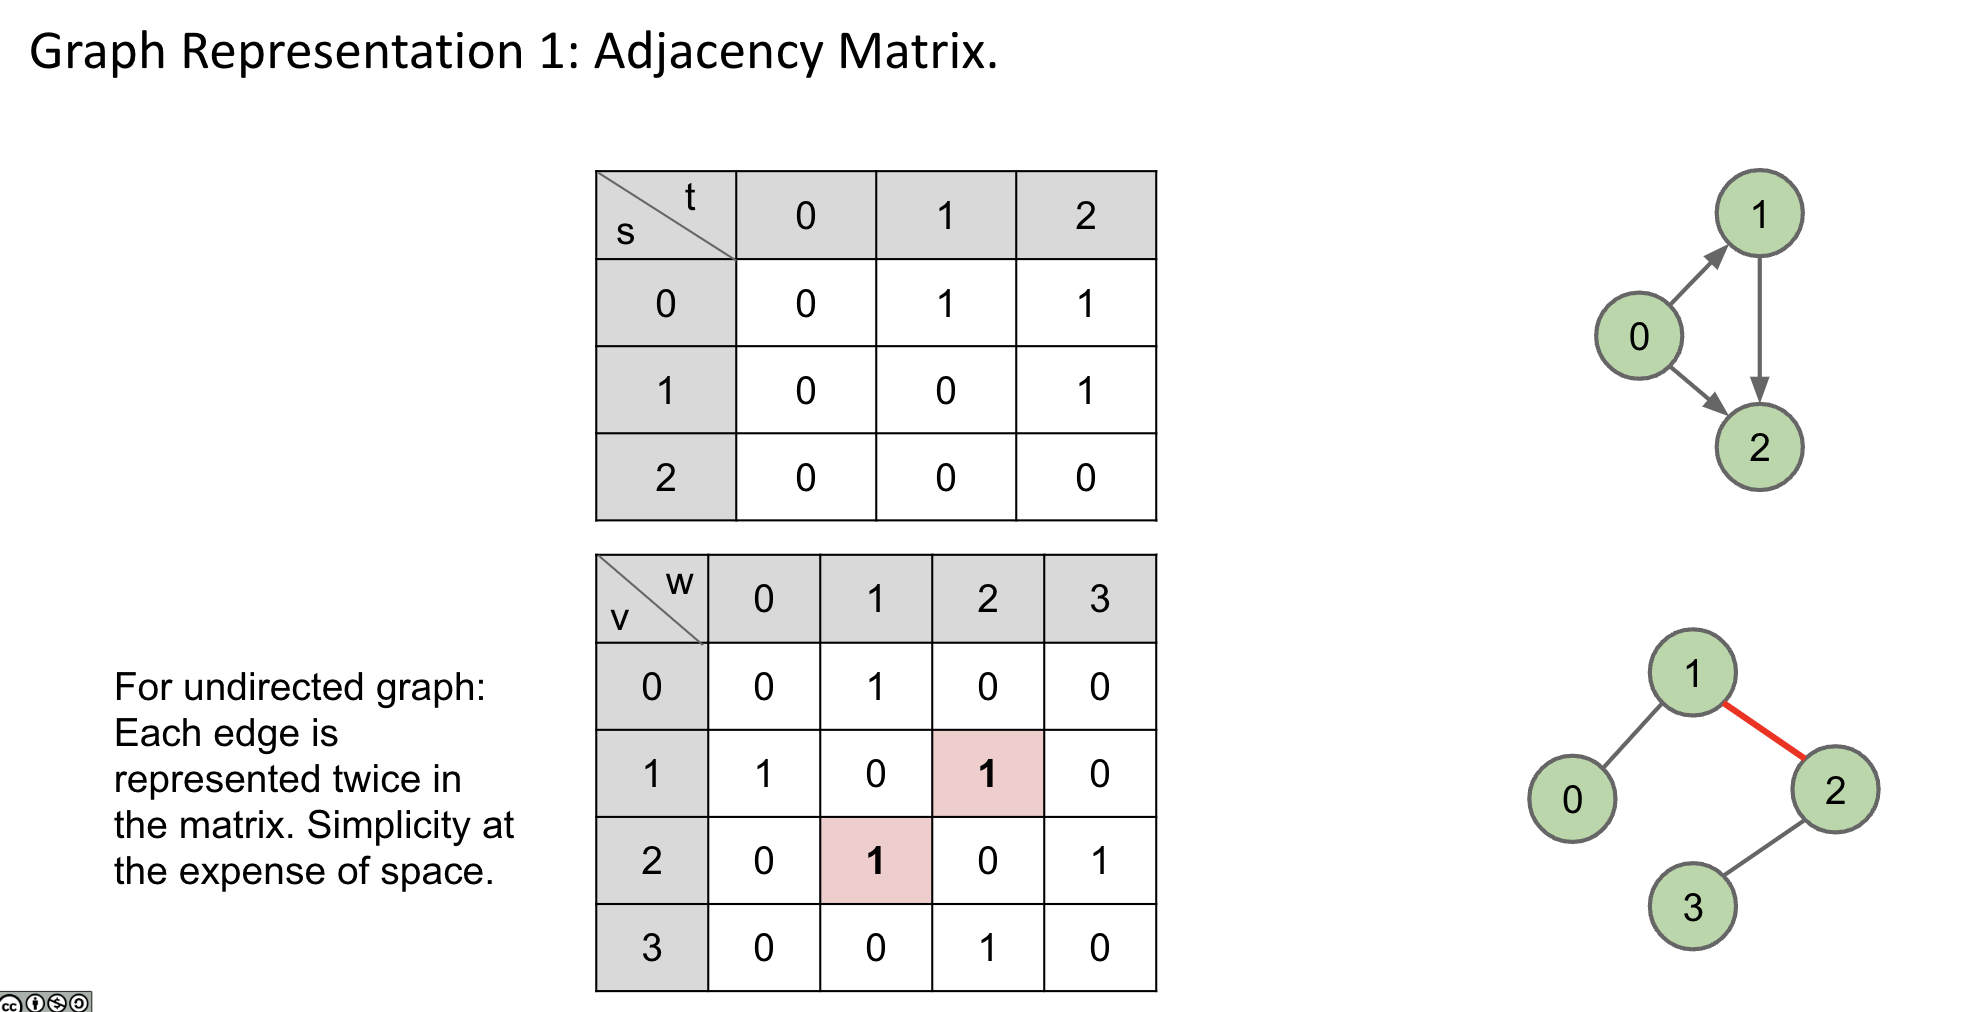 Graph Representation 1: Adjacency Matrix.
t
s
0 1 2
0 0 1 1
1 0 0 1
2 0 0 0
1
0
2
w
v
0 1 2 3
0 0 1 0 0
1 1 0 1 0
2 0 1 0 1
3 0 0 1 0
For undirected graph:
Each edge is
represented twice in
the matrix. Simplicity at
the expense of space.
1
0
2
3
cc